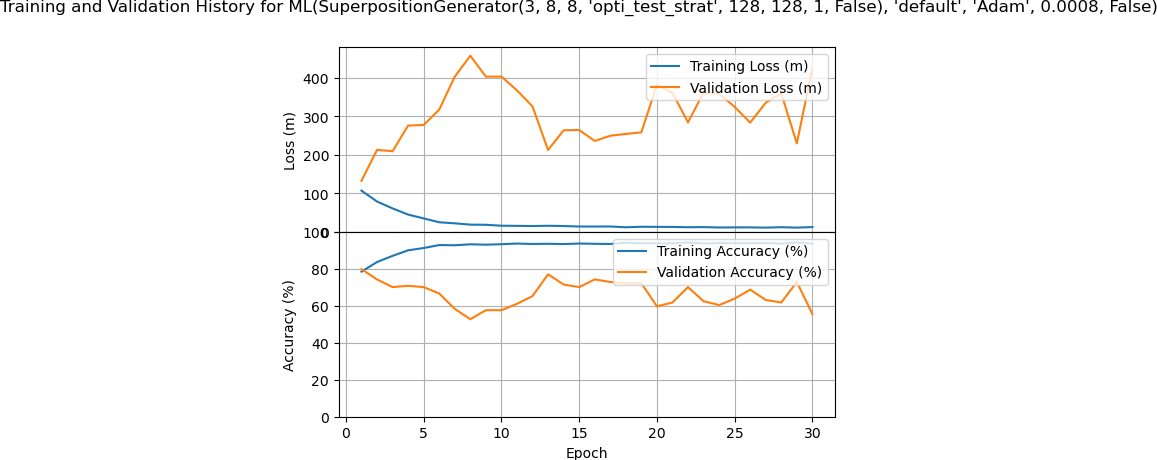 Training and Validation History for ML(SuperpositionGenerator(3, 8, 8, 'opti_test_strat', 128, 128, 1, False), 'default', 'Adam', 0.0008, False)
Training Loss (m)
Validation Loss (m)
Loss (m)
400
300
200
100
0
Training Accuracy (%)
Validation Accuracy (%)
Accuracy (%)
100
80
60
40
20
0
0 5 10 15 20 25 30
Epoch